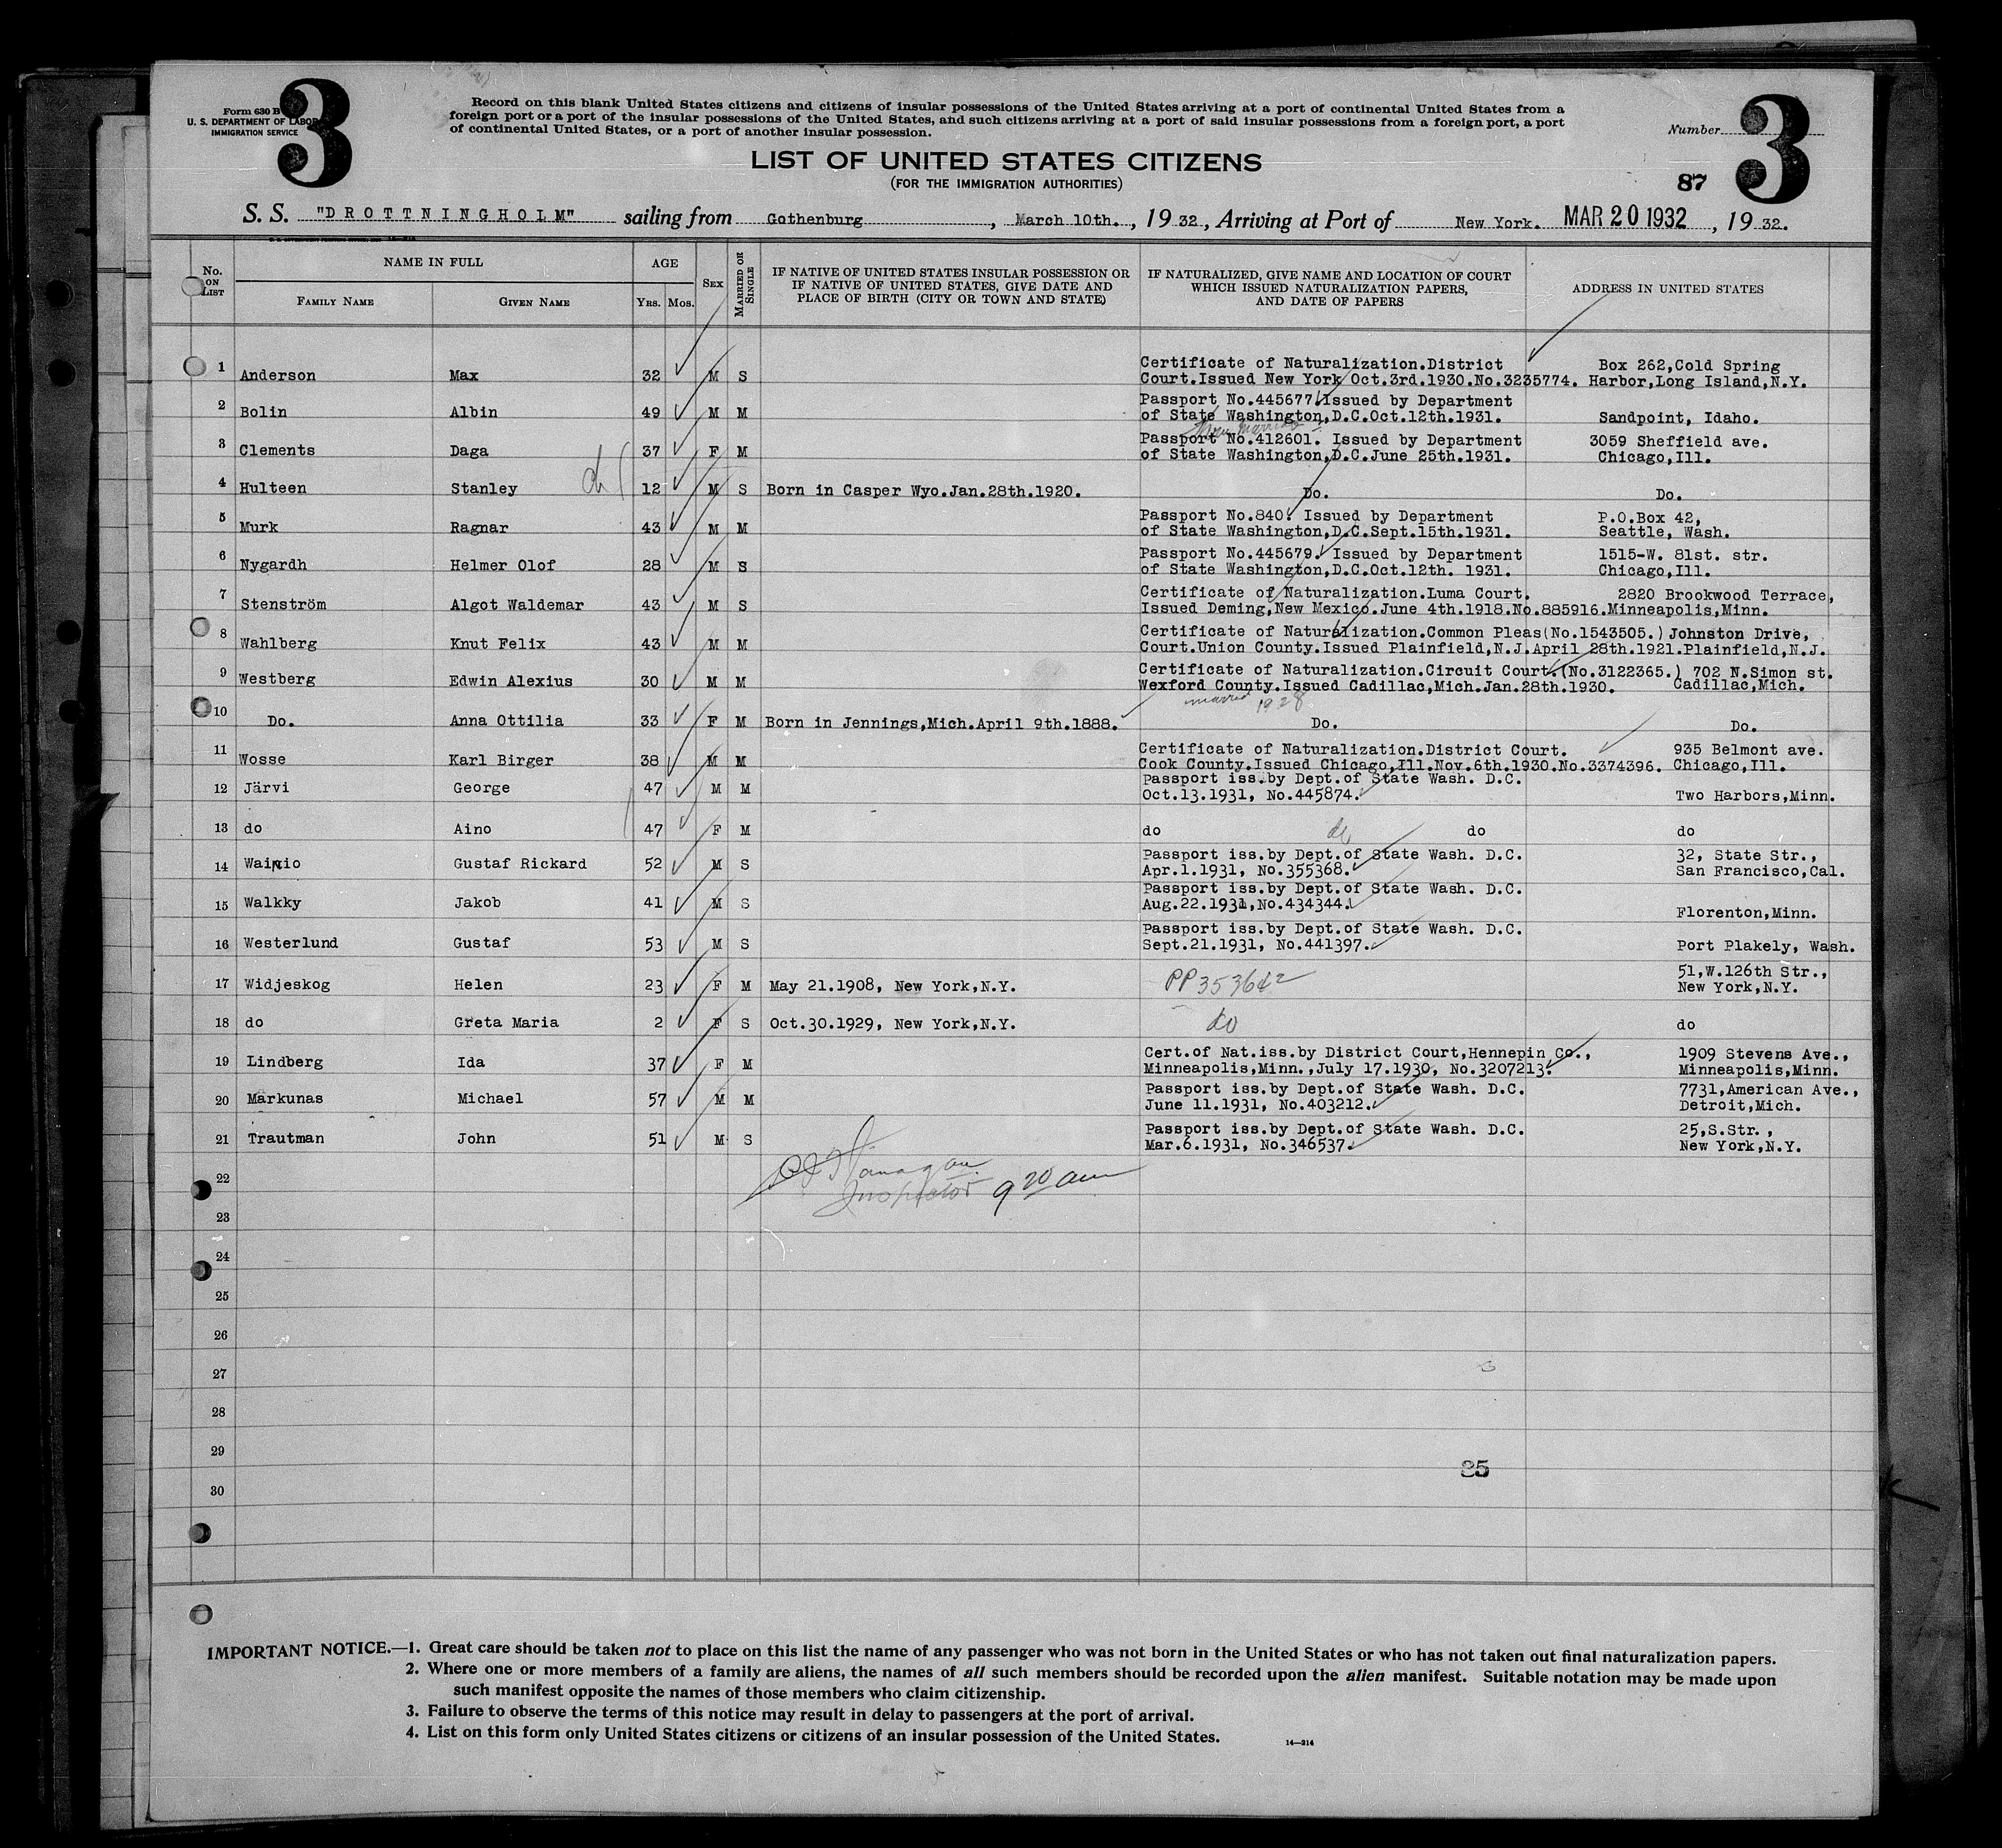 3
Form 630 B
U. S. DEPARTMENT OF LABOR
IMMIGRATION SERVICE
Record on this blank United States citizens and citizens of insular possessions of the United States arriving at a port of continental United States from a
foreign port or a port of the insular possessions of the United States, and such citizens arriving at a port of said insular possessions from a foreign port, a port
of continental United States, or a port of another insular possession.
Number 3
LIST OF UNITED STATES CITIZENS
(FOR THE IMMIGRATION AUTHORITIES)
87
S. S. "DROTTNINGHOLM" sailing from Gothenburg, March 10th., 19 32, Arriving at Port of New York. MAR 20 1932, 19 32.
No. ON LIST
NAME IN FULL
FAMILY NAME
GIVEN NAME
AGE
YRS. MOS.
SEX
MARRIED OR SINGLE
IF NATIVE OF UNITED STATES INSULAR POSSESSION OR
IF NATIVE OF UNITED STATES, GIVE DATE AND
PLACE OF BIRTH (CITY OR TOWN AND STATE)
IF NATURALIZED, GIVE NAME AND LOCATION OF COURT
WHICH ISSUED NATURALIZATION PAPERS,
AND DATE OF PAPERS
ADDRESS IN UNITED STATES
Certificate of Naturalization.District Box 262,Cold Spring
1 Anderson Max 32 M S Court.Issued New York Oct.3rd.1930.No.3235774. Harbor,Long Island,N.Y.
Passport No.445677.Issued by Department
2 Bolin Albin 49 M M of State Washington,D.C.Oct.12th.1931. Sandpoint, Idaho.
Passport No.412601. Issued by Department 3059 Sheffield ave.
3 Clements Daga 37 F M of State Washington,D.C.June 25th.1931. Chicago,Ill.
4 Hulteen Stanley 12 M S Born in Casper Wyo.Jan.28th.1920. Do. Do.
Passport No.840. Issued by Department P.O.Box 42,
5 Murk Ragnar 43 M M of State Washington,D.C.Sept.15th.1931. Seattle, Wash.
Passport No.445679. Issued by Department 1515-W. 81st. str.
6 Nygardh Helmer Olof 28 M S of State Washington,D.C.Oct.12th. 1931. Chicago,Ill.
Certificate of Naturalization.Luma Court. 2820 Brookwood Terrace,
7 Stenström Algot Waldemar 43 M S Issued Deming,New Mexico.June 4th.1918.No.885916.Minneapolis,Minn.
Certificate of Naturalization.Common Pleas(No.1543505.) Johnston Drive,
8 Wahlberg Knut Felix 43 M M Court.Union County.Issued Plainfield,N.J.April 28th.1921.Plainfield,N.J.
Certificate of Naturalization.Circuit Court.(No.3122365.) 702 N.Simon st.
9 Westberg Edwin Alexius 30 M M Wexford County.Issued Cadillac,Mich.Jan.28th.1930. Cadillac,Mich.
married 1928
10 Do. Anna Ottilia 33 F M Born in Jennings,Mich.April 9th.1888. Do. Do.
Certificate of Naturalization.District Court. 935 Belmont ave.
11 Wosse Karl Birger 38 M M Cook County.Issued Chicago,Ill.Nov.6th.1930.No.3374396. Chicago,Ill.
Passport iss.by Dept.of State Wash. D.C.
12 Järvi George 47 M M Oct.13.1931, No.445874. Two Harbors,Minn.
13 do Aino 47 F M do do do do
Passport iss.by Dept.of State Wash. D.C. 32, State Str.,
14 Wainio Gustaf Rickard 52 M S Apr.1.1931, No.355368. San Francisco,Cal.
Passport iss.by Dept.of State Wash. D.C.
15 Walkky Jakob 41 M S Aug.22.1931,No.434344. Florenton,Minn.
Passport iss.by Dept.of State Wash. D.C.
16 Westerlund Gustaf 53 M S Sept.21.1931, No.441397. Port Plakely, Wash.
51,W.126th Str.,
17 Widjeskog Helen 23 F M May 21.1908, New York,N.Y. PP 353642 New York,N.Y.
18 do Greta Maria 2 F S Oct.30.1929, New York,N.Y. do do
Cert.of Nat.iss.by District Court,Hennepin Co., 1909 Stevens Ave.,
19 Lindberg Ida 37 F M Minneapolis,Minn.,July 17.1930, No.3207213. Minneapolis,Minn.
Passport iss.by Dept.of State Wash. D.C. 7731,American Ave.,
20 Markunas Michael 57 M M June 11.1931, No.403212. Detroit,Mich.
Passport iss.by Dept.of State Wash. D.C. 25,S.Str.,
21 Trautman John 51 M S Mar.6.1931, No.346537. New York,N.Y.
22
Inspector 9 20 am
23
24
25
26
27
28
29
85
30
IMPORTANT NOTICE.—1. Great care should be taken not to place on this list the name of any passenger who was not born in the United States or who has not taken out final naturalization papers.
2. Where one or more members of a family are aliens, the names of all such members should be recorded upon the alien manifest. Suitable notation may be made upon
such manifest opposite the names of those members who claim citizenship.
3. Failure to observe the terms of this notice may result in delay to passengers at the port of arrival.
4. List on this form only United States citizens or citizens of an insular possession of the United States.
14—214